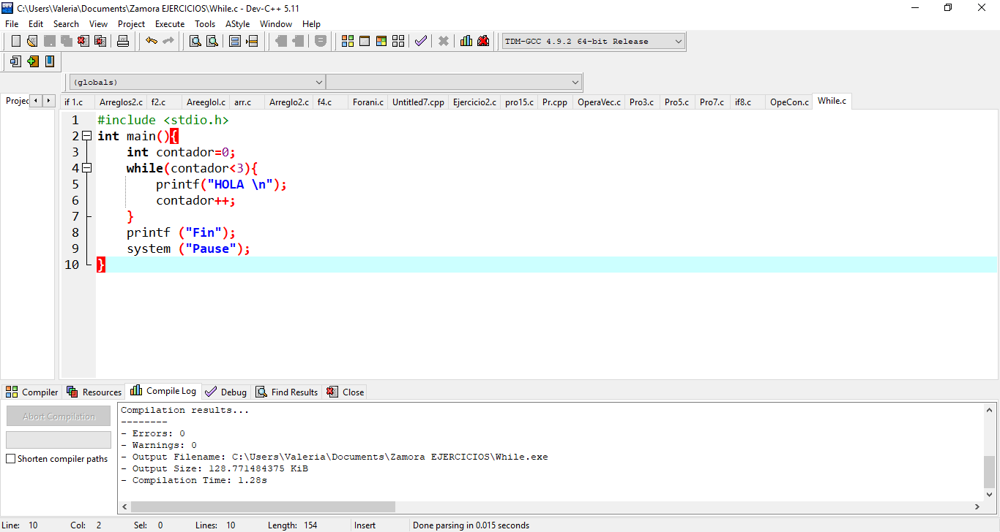 C:\Users\Valeria\Documents\Zamora EJERCICIOS\While.c - Dev-C++ 5.11
File Edit Search View Project Execute Tools AStyle Window Help
TDM-GCC 4.9.2 64-bit Release
(globals)
Projec if 1.c Arreglos2.c f2.c Areeglol.c arr.c Arreglo2.c f4.c Forani.c Untitled7.cpp Ejercicio2.c pro15.c Pr.cpp OperaVec.c Pro3.c Pro5.c Pro7.c if8.c OpeCon.c While.c
1 #include <stdio.h>
2 int main(){
3 int contador=0;
4 while(contador<3){
5 printf("HOLA \n");
6 contador++;
7 }
8 printf ("Fin");
9 system ("Pause");
10 }
Compiler Resources Compile Log Debug Find Results Close
Abort Compilation
Shorten compiler paths
Compilation results...
--------
- Errors: 0
- Warnings: 0
- Output Filename: C:\Users\Valeria\Documents\Zamora EJERCICIOS\While.exe
- Output Size: 128.771484375 KiB
- Compilation Time: 1.28s
Line: 10 Col: 2 Sel: 0 Lines: 10 Length: 154 Insert Done parsing in 0.015 seconds